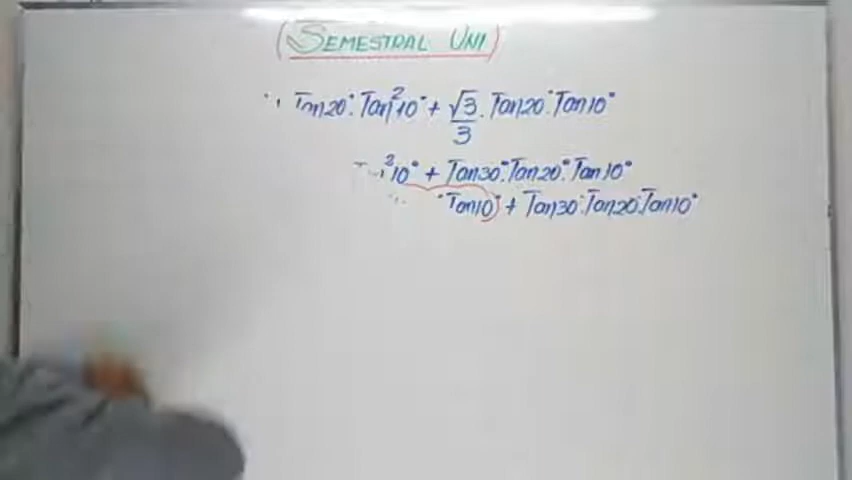 (SEMESTRAL UNI)
Tan20°.Tan²10° + √3/3.Tan20°.Tan10°
²10° + Tan30°.Tan20°.Tan10°
Tan10° + Tan30°.Tan20°.Tan10°